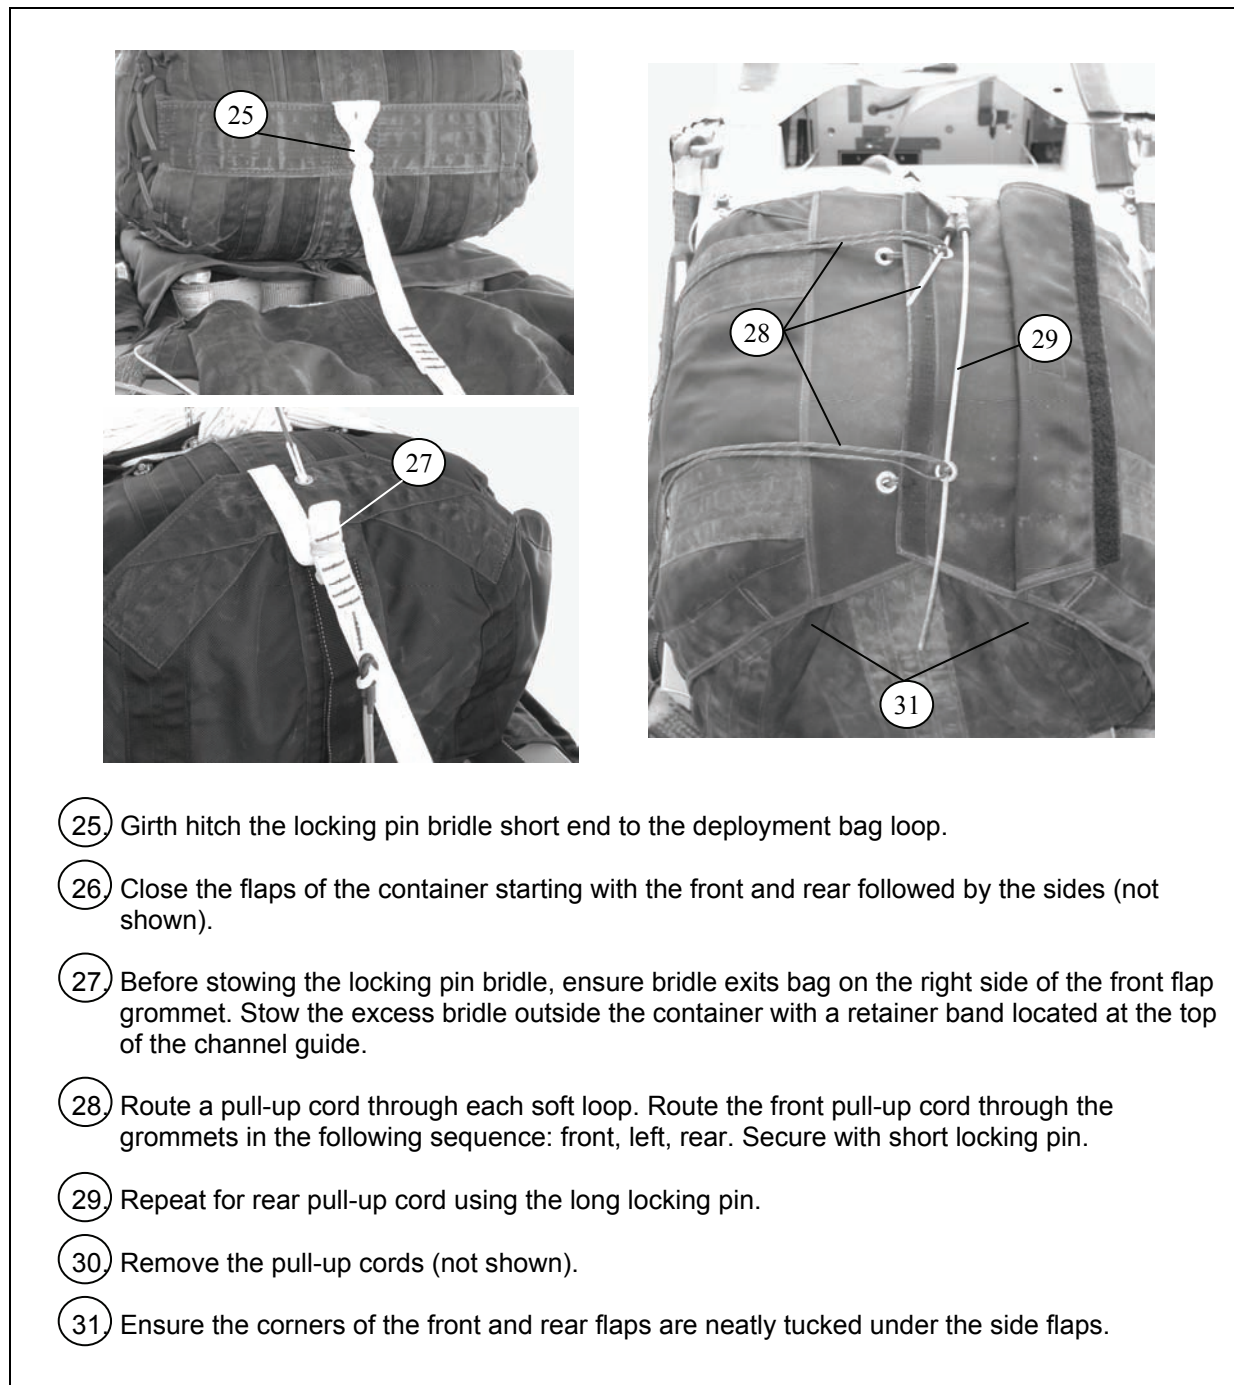 25
27
28
29
31
25. Girth hitch the locking pin bridle short end to the deployment bag loop.
26. Close the flaps of the container starting with the front and rear followed by the sides (not
shown).
27. Before stowing the locking pin bridle, ensure bridle exits bag on the right side of the front flap
grommet. Stow the excess bridle outside the container with a retainer band located at the top
of the channel guide.
28. Route a pull-up cord through each soft loop. Route the front pull-up cord through the
grommets in the following sequence: front, left, rear. Secure with short locking pin.
29. Repeat for rear pull-up cord using the long locking pin.
30. Remove the pull-up cords (not shown).
31. Ensure the corners of the front and rear flaps are neatly tucked under the side flaps.